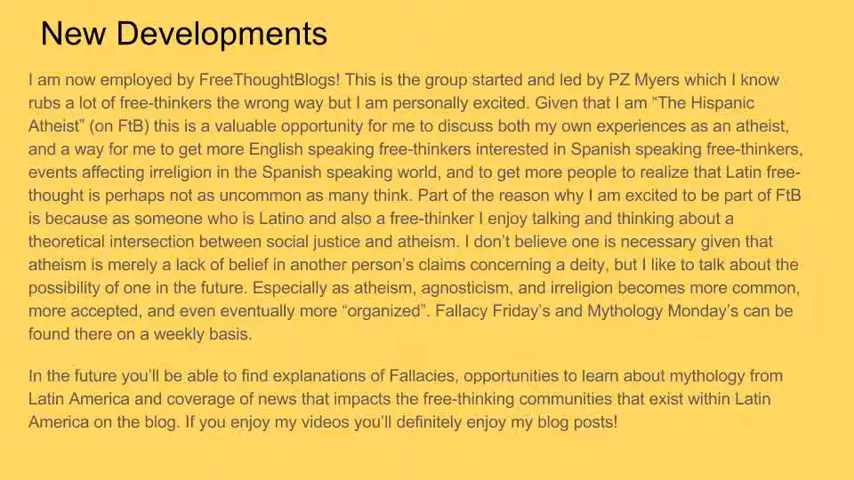 New Developments
I am now employed by FreeThoughtBlogs! This is the group started and led by PZ Myers which I know
rubs a lot of free-thinkers the wrong way but I am personally excited. Given that I am “The Hispanic
Atheist” (on FtB) this is a valuable opportunity for me to discuss both my own experiences as an atheist,
and a way for me to get more English speaking free-thinkers interested in Spanish speaking free-thinkers,
events affecting irreligion in the Spanish speaking world, and to get more people to realize that Latin free-
thought is perhaps not as uncommon as many think. Part of the reason why I am excited to be part of FtB
is because as someone who is Latino and also a free-thinker I enjoy talking and thinking about a
theoretical intersection between social justice and atheism. I don’t believe one is necessary given that
atheism is merely a lack of belief in another person’s claims concerning a deity, but I like to talk about the
possibility of one in the future. Especially as atheism, agnosticism, and irreligion becomes more common,
more accepted, and even eventually more “organized”. Fallacy Friday’s and Mythology Monday’s can be
found there on a weekly basis.
In the future you’ll be able to find explanations of Fallacies, opportunities to learn about mythology from
Latin America and coverage of news that impacts the free-thinking communities that exist within Latin
America on the blog. If you enjoy my videos you’ll definitely enjoy my blog posts!